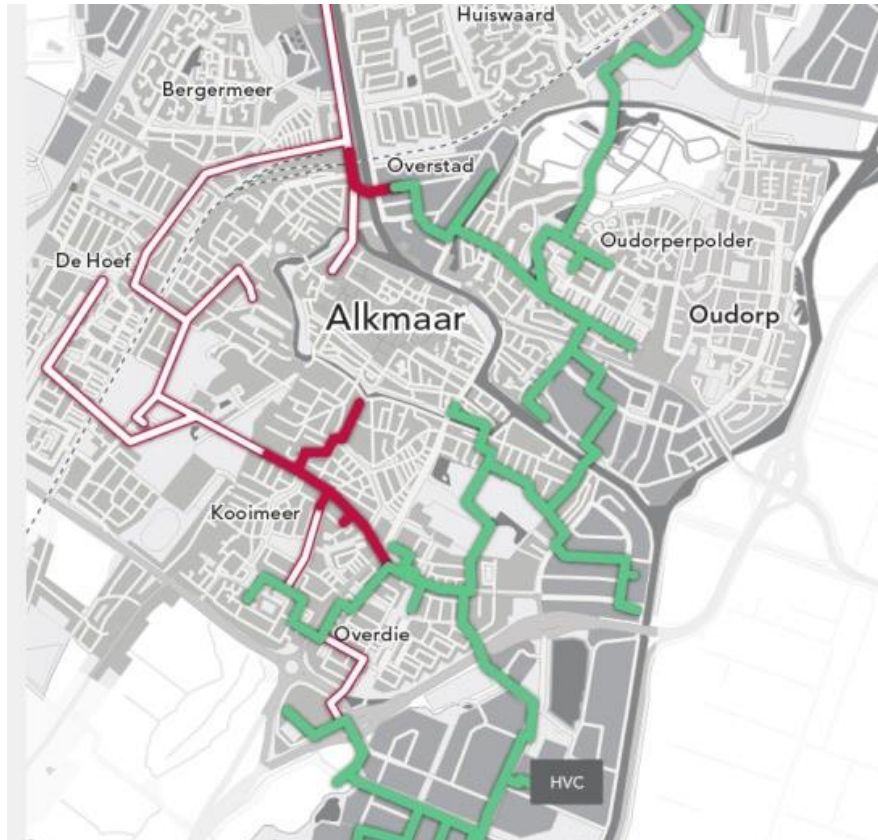 Huiswaard
Bergermeer
Overstad
De Hoef
Oudorperpolder
Alkmaar
Oudorp
Kooimeer
Overdie
HVC